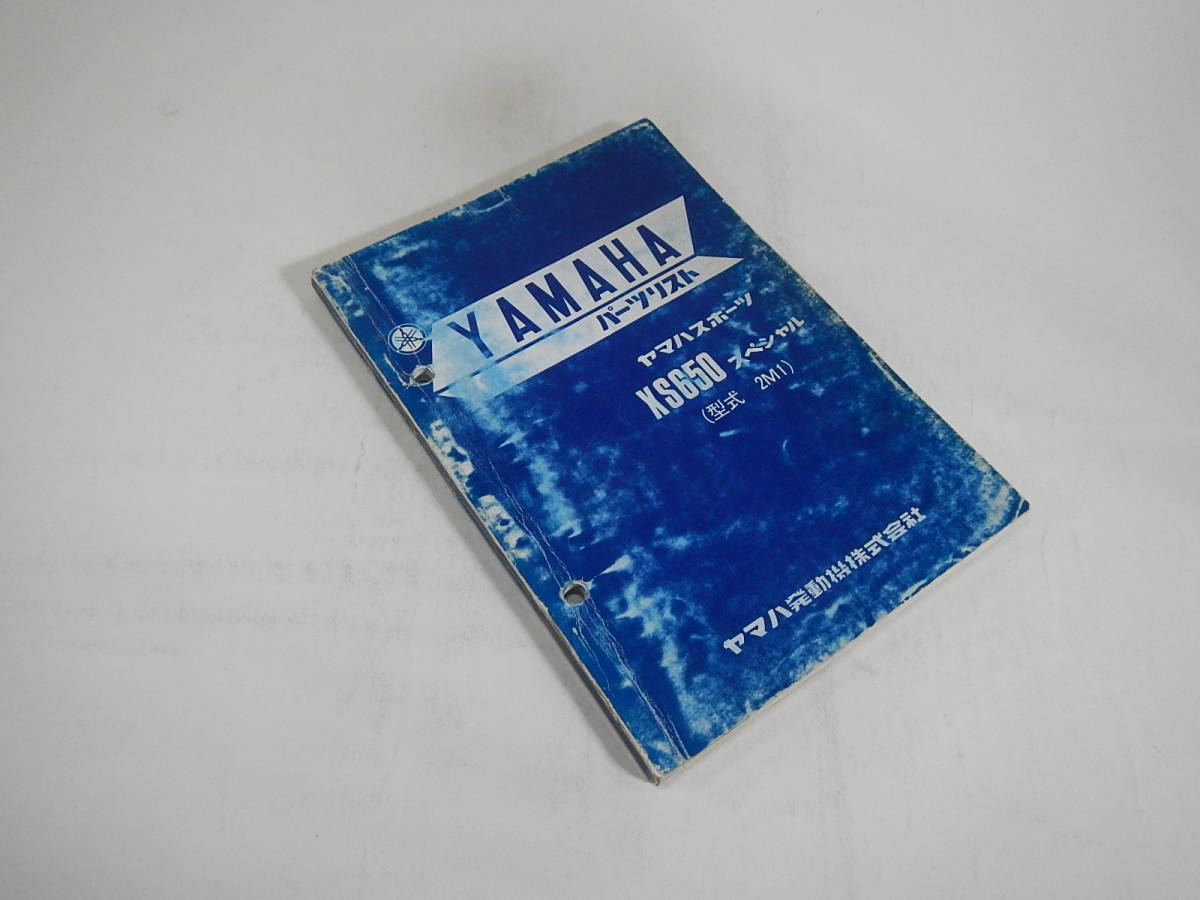 YAMAHA
パーツリスト
ヤマハスポーツ
XS650 スペシャル
(型式 2M1)
ヤマハ発動機株式会社